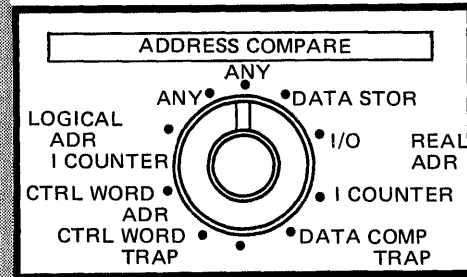 ADDRESS COMPARE
ANY
ANY
DATA STOR
LOGICAL
ADR
I COUNTER
I/O
REAL
ADR
CTRL WORD
ADR
I COUNTER
CTRL WORD
TRAP
DATA COMP
TRAP